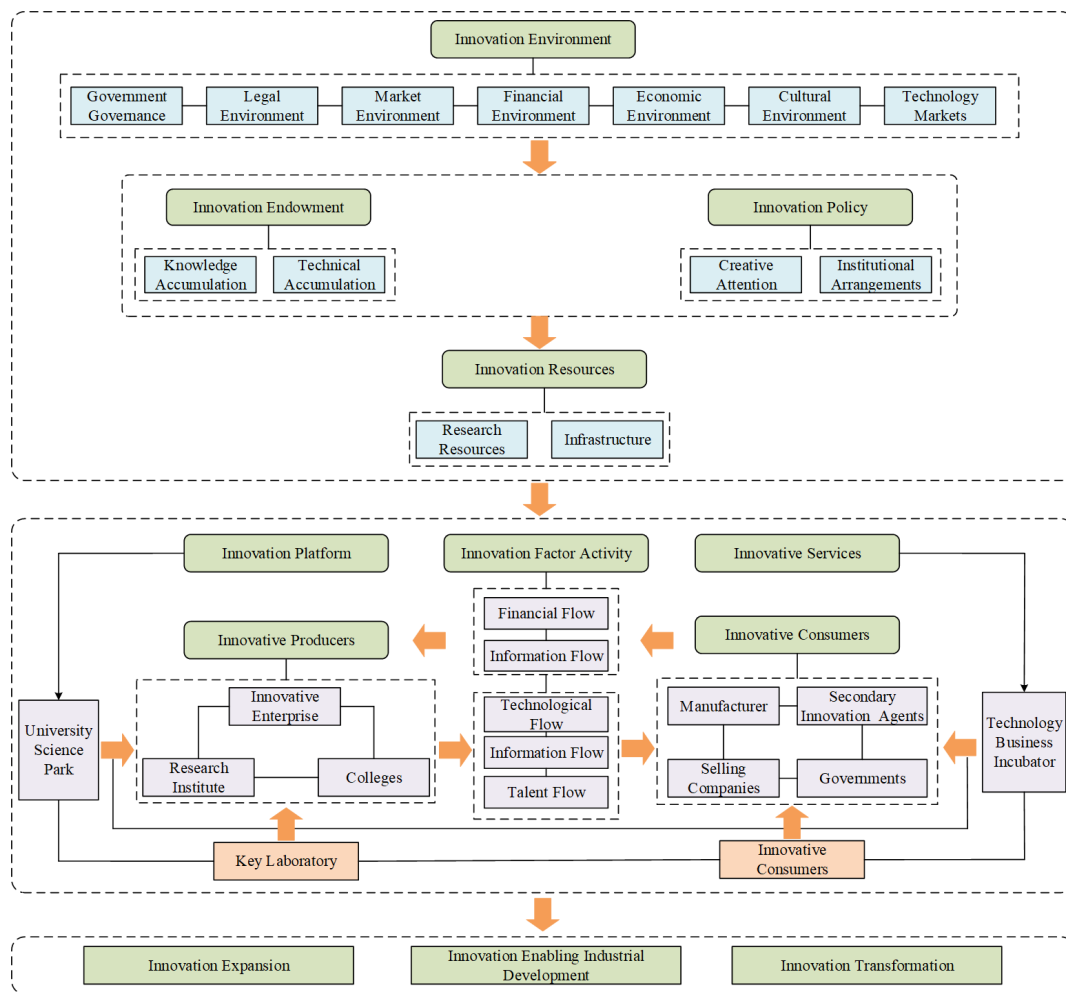 Innovation Environment
Government
Governance
Legal
Environment
Market
Environment
Financial
Environment
Economic
Environment
Cultural
Environment
Technology
Markets
Innovation Endowment
Innovation Policy
Knowledge
Accumulation
Technical
Accumulation
Creative
Attention
Institutional
Arrangements
Innovation Resources
Research
Resources
Infrastructure
Innovation Platform
Innovation Factor Activity
Innovative Services
Financial Flow
Innovative Producers
Innovative Consumers
Information Flow
Innovative
Enterprise
Technological
Flow
Manufacturer
Secondary
Innovation Agents
University
Science
Park
Technology
Business
Incubator
Information Flow
Research
Institute
Colleges
Talent Flow
Selling
Companies
Governments
Key Laboratory
Innovative
Consumers
Innovation Expansion
Innovation Enabling Industrial
Development
Innovation Transformation